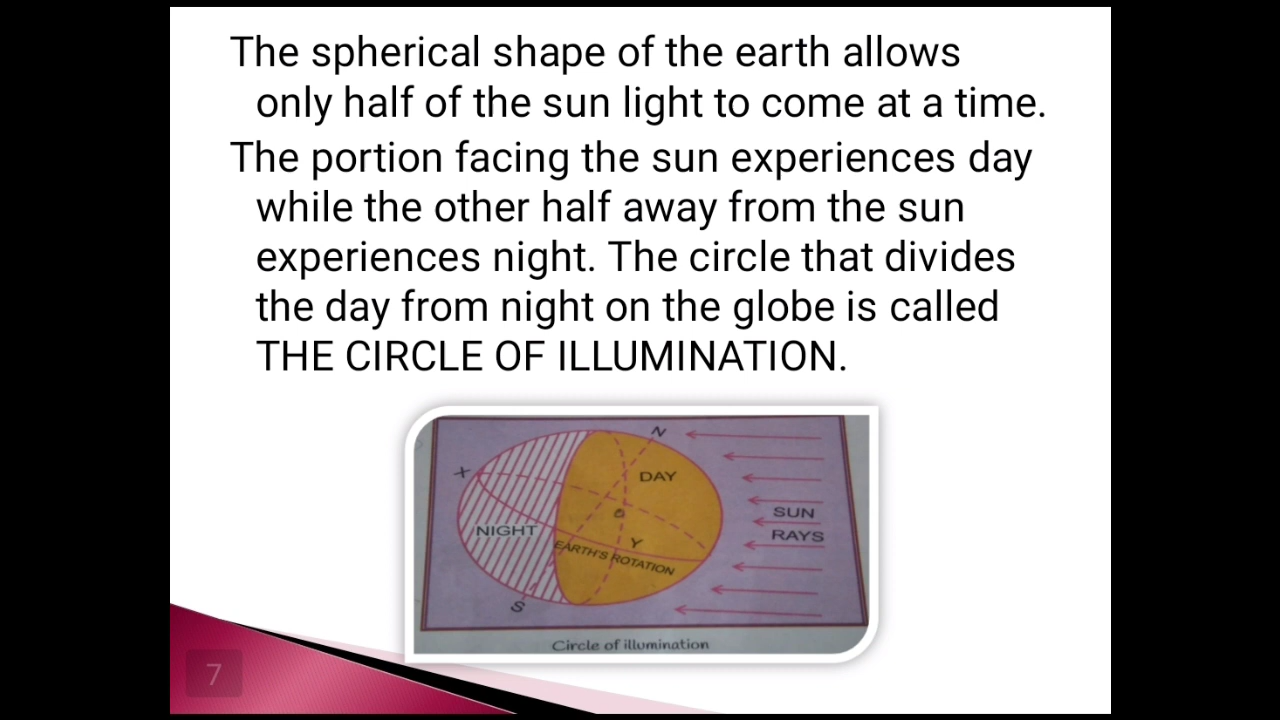 The spherical shape of the earth allows
only half of the sun light to come at a time.
The portion facing the sun experiences day
while the other half away from the sun
experiences night. The circle that divides
the day from night on the globe is called
THE CIRCLE OF ILLUMINATION.
N
X
DAY
O
SUN
NIGHT
RAYS
Y
EARTH'S ROTATION
S
Circle of illumination
7